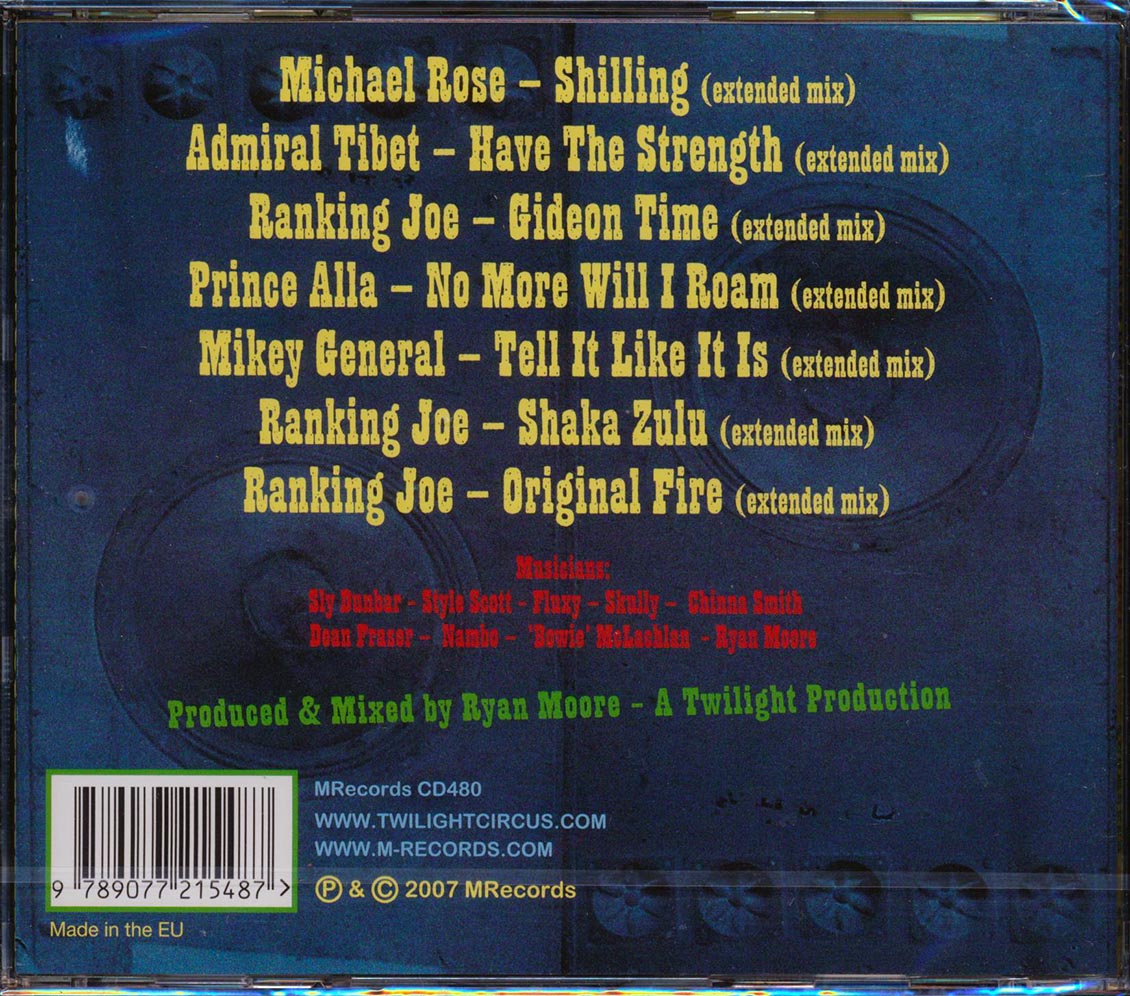 Michael Rose – Shilling (extended mix)
Admiral Tibet – Have The Strength (extended mix)
Ranking Joe – Gideon Time (extended mix)
Prince Alla – No More Will I Roam (extended mix)
Mikey General – Tell It Like It Is (extended mix)
Ranking Joe – Shaka Zulu (extended mix)
Ranking Joe – Original Fire (extended mix)
Musicians:
Sly Dunbar - Style Scott - Fluxy – Skully – Chinna Smith
Dean Fraser – Nambo – 'Bowie' McLachlan - Ryan Moore
Produced & Mixed by Ryan Moore – A Twilight Production
MRecords CD480
WWW.TWILIGHTCIRCUS.COM
WWW.M-RECORDS.COM
Ⓟ & © 2007 MRecords
9 789077 215487 >
Made in the EU